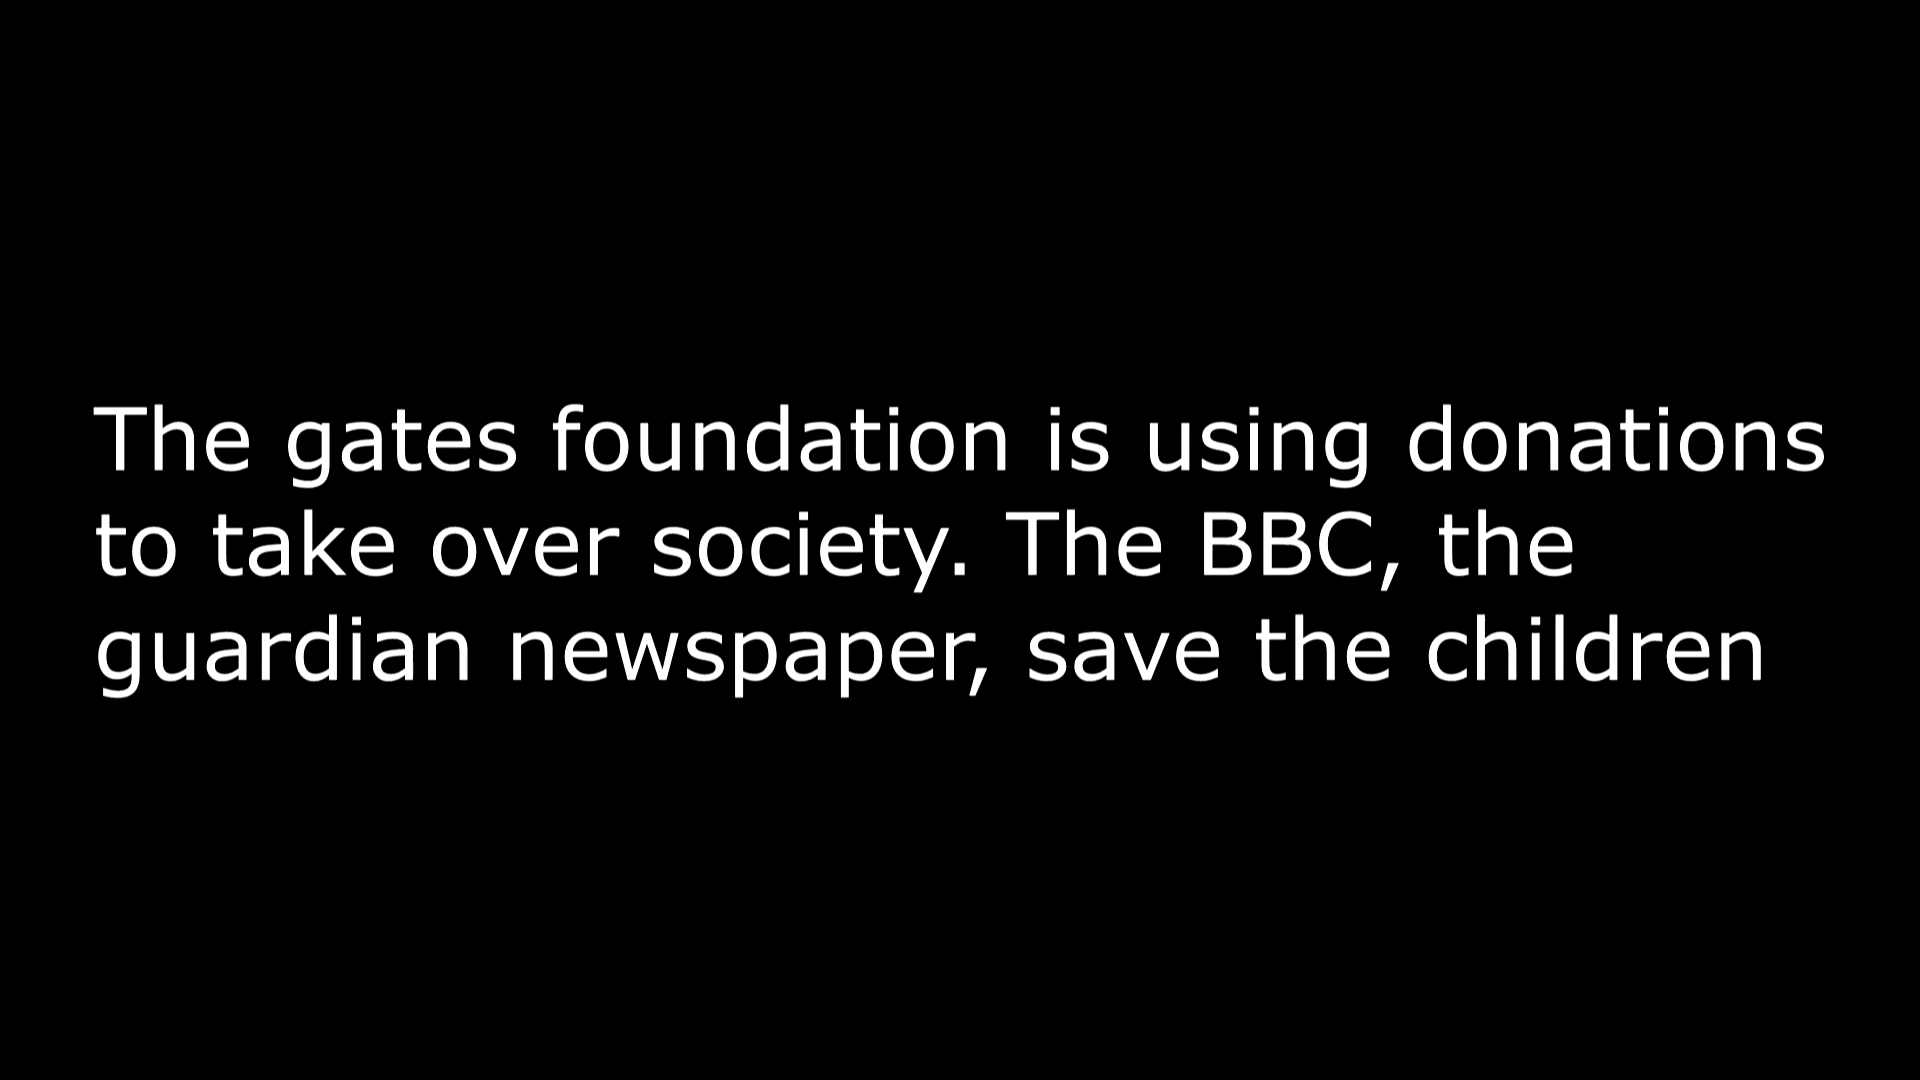 The gates foundation is using donations
to take over society. The BBC, the
guardian newspaper, save the children